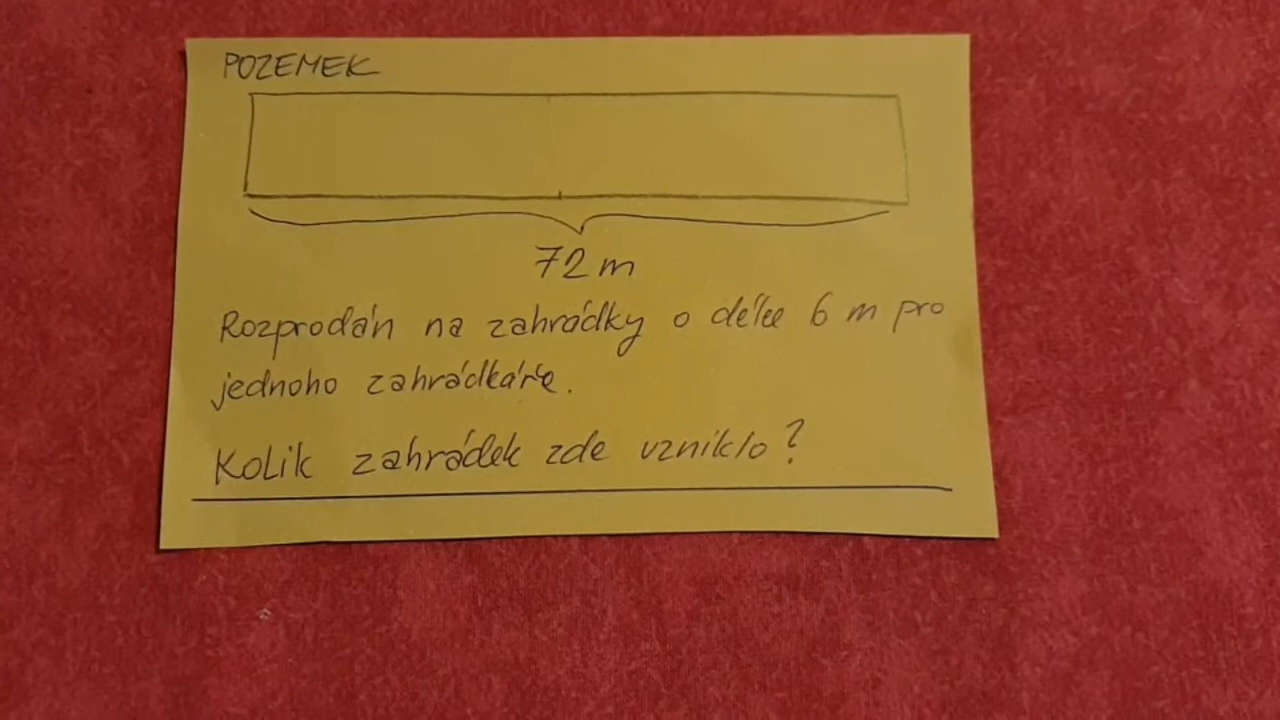 POZEMEK
72 m
Rozprodán na zahrádky o délce 6 m pro
jednoho zahrádkáře.
Kolik zahrádek zde vzniklo?